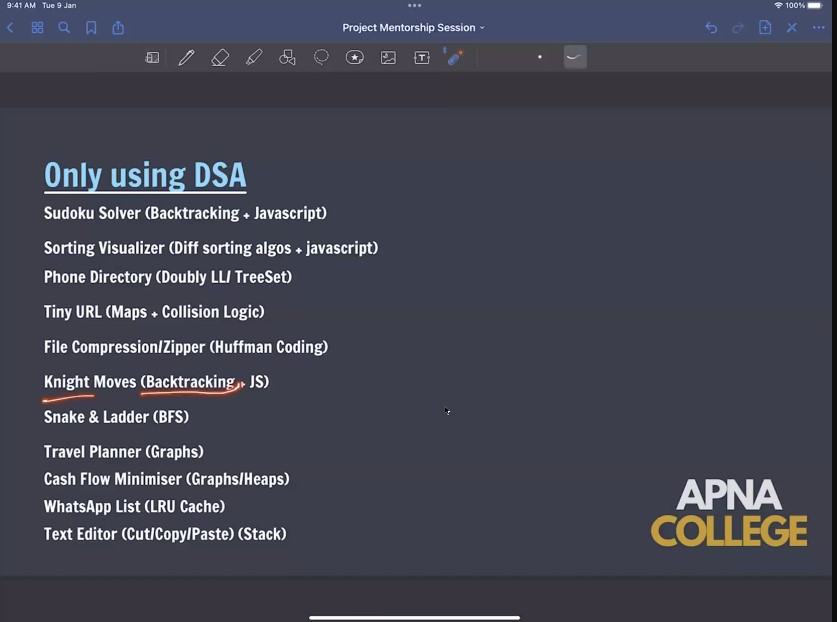 9:41 AM Tue 9 Jan
100%
Project Mentorship Session
T
Only using DSA
Sudoku Solver (Backtracking + Javascript)
Sorting Visualizer (Diff sorting algos + javascript)
Phone Directory (Doubly LL/ TreeSet)
Tiny URL (Maps + Collision Logic)
File Compression/Zipper (Huffman Coding)
Knight Moves (Backtracking + JS)
Snake & Ladder (BFS)
Travel Planner (Graphs)
Cash Flow Minimiser (Graphs/Heaps)
WhatsApp List (LRU Cache)
Text Editor (Cut/Copy/Paste) (Stack)
APNA
COLLEGE